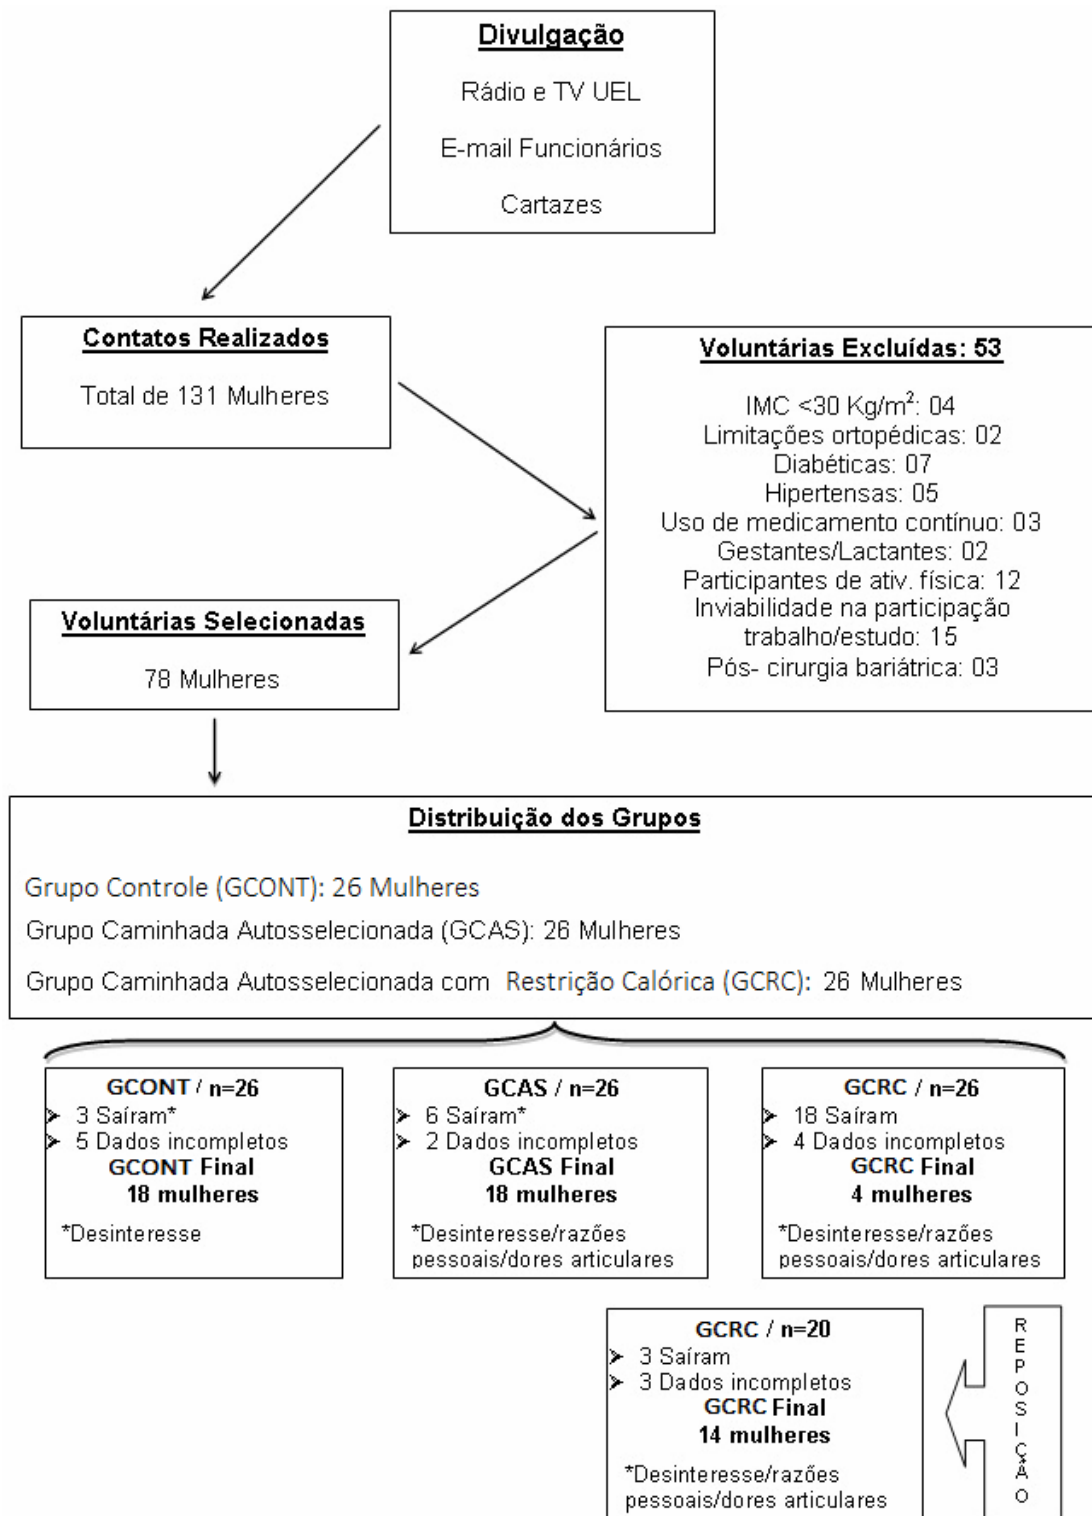 Divulgação
Rádio e TV UEL
E-mail Funcionários
Cartazes
Contatos Realizados
Total de 131 Mulheres
Voluntárias Excluídas: 53
IMC <30 Kg/m²: 04
Limitações ortopédicas: 02
Diabéticas: 07
Hipertensas: 05
Uso de medicamento contínuo: 03
Gestantes/Lactantes: 02
Participantes de ativ. física: 12
Inviabilidade na participação
trabalho/estudo: 15
Pós- cirurgia bariátrica: 03
Voluntárias Selecionadas
78 Mulheres
Distribuição dos Grupos
Grupo Controle (GCONT): 26 Mulheres
Grupo Caminhada Autosselecionada (GCAS): 26 Mulheres
Grupo Caminhada Autosselecionada com Restrição Calórica (GCRC): 26 Mulheres
GCONT / n=26
➢ 3 Saíram*
➢ 5 Dados incompletos
GCONT Final
18 mulheres
*Desinteresse
GCAS / n=26
➢ 6 Saíram*
➢ 2 Dados incompletos
GCAS Final
18 mulheres
*Desinteresse/razões
pessoais/dores articulares
GCRC / n=26
➢ 18 Saíram
➢ 4 Dados incompletos
GCRC Final
4 mulheres
*Desinteresse/razões
pessoais/dores articulares
GCRC / n=20
➢ 3 Saíram
➢ 3 Dados incompletos
GCRC Final
14 mulheres
*Desinteresse/razões
pessoais/dores articulares
REPOSIÇÃO